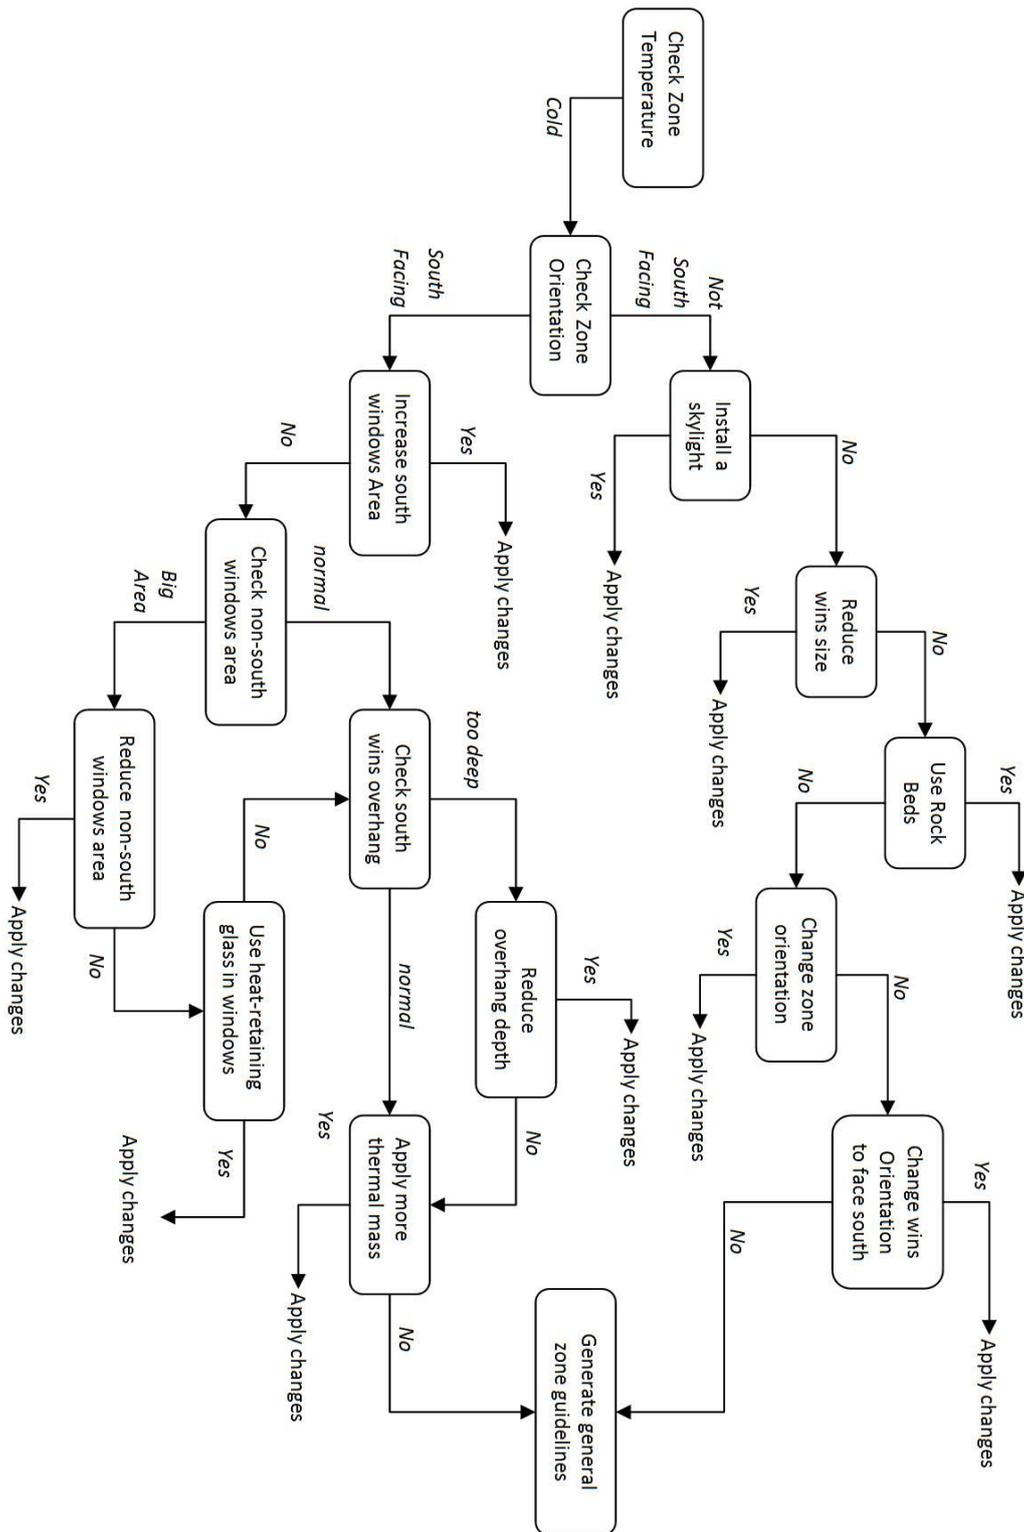 Check Zone
Temperature
Cold
Check Zone
Orientation
Not
South
Facing
South
Facing
Install a
skylight
No
Yes
Apply changes
Reduce
wins size
No
Yes
Apply changes
Use Rock
Beds
Yes
Apply changes
No
Change zone
orientation
Yes
Apply changes
No
Change wins
Orientation
to face south
Yes
Apply changes
No
Increase south
windows Area
Yes
Apply changes
No
Check non-south
windows area
normal
Big
Area
Check south
wins overhang
too deep
normal
Reduce
overhang depth
Yes
Apply changes
No
Reduce non-south
windows area
Yes
Apply changes
No
Use heat-retaining
glass in windows
No
Yes
Apply changes
Apply more
thermal mass
Yes
Apply changes
No
Generate general
zone guidelines